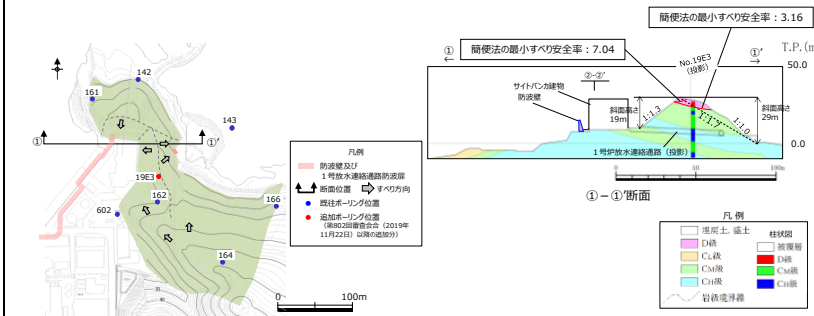 142
161
143
①
①′
19E3
162
602
166
164
0
100m
凡例
防波壁及び
1号放水連絡通路防波扉
断面位置
すべり方向
既往ボーリング位置
追加ボーリング位置
(第802回審査会合(2019年
11月22日)以降の追加分)
簡便法の最小すべり安全率:3.16
簡便法の最小すべり安全率:7.04
①
No.19E3
(投影)
①′
T.P.(m
50.0
②-②′
サイトバンカ建物
防波壁
斜面高さ
19m
1:1.3
1:1.7
1:1.0
斜面高さ
29m
0.0
1号炉放水連絡通路(投影)
0
50
100m
①-①′断面
凡 例
埋戻土, 盛土
D級
CL級
CM級
CH級
岩級境界線
柱状図
被覆層
D級
CM級
CH級